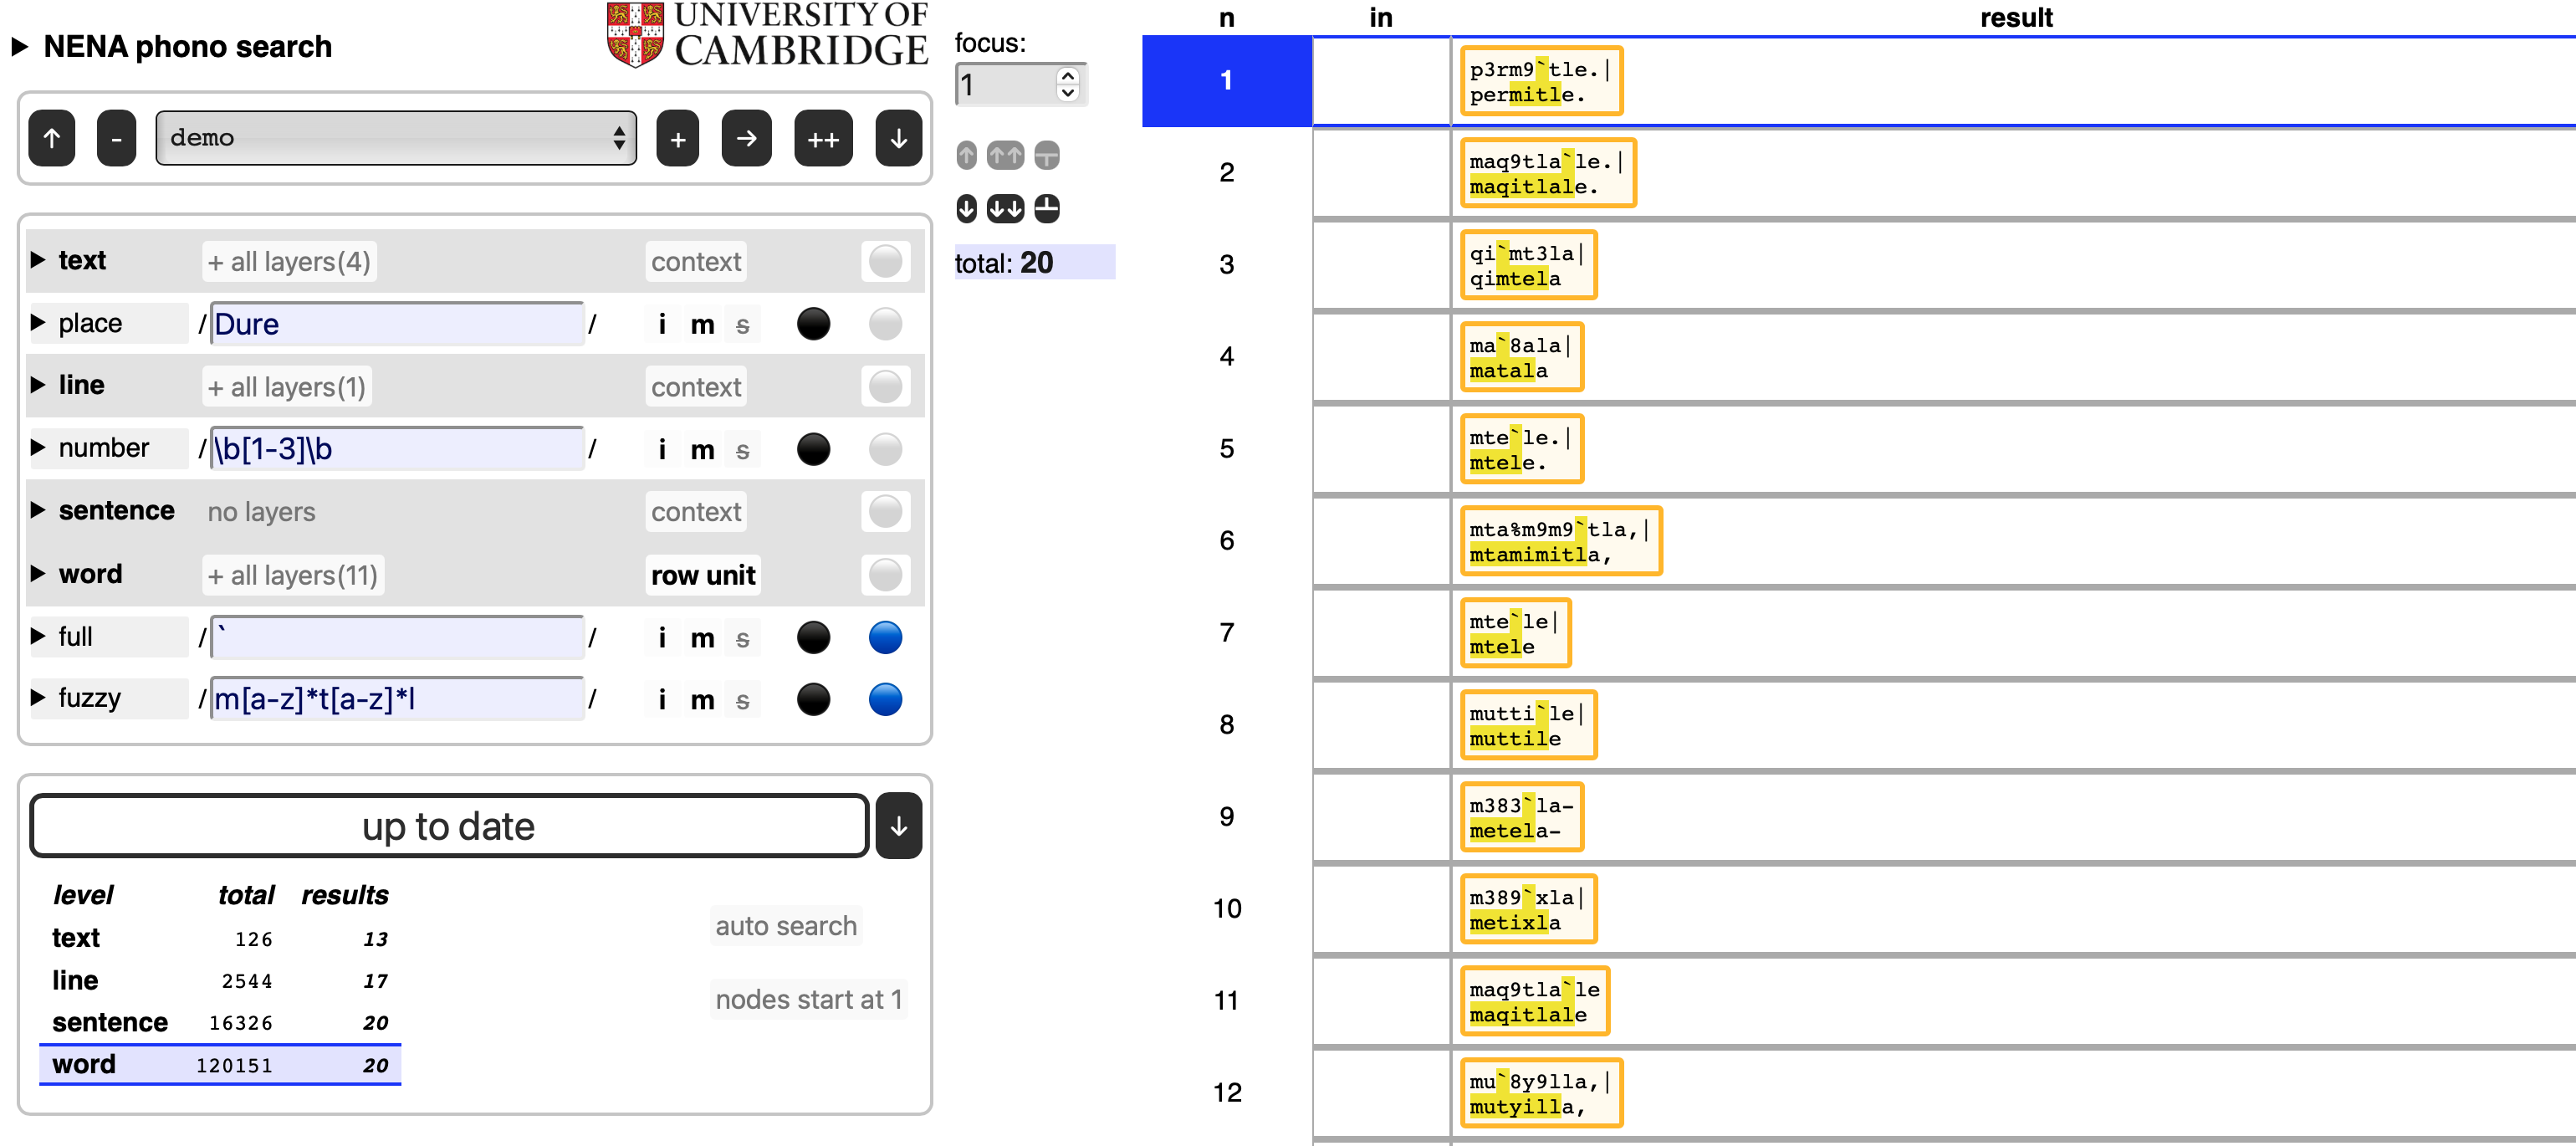 ▶ NENA phono search
UNIVERSITY OF
CAMBRIDGE
↑ - demo + → ++ ↓
▶ text + all layers(4) context
▶ place / Dure / i m s
▶ line + all layers(1) context
▶ number / \b[1-3]\b / i m s
▶ sentence no layers context
▶ word + all layers(11) row unit
▶ full / ` / i m s
▶ fuzzy / m[a-z]*t[a-z]*l / i m s
up to date ↓
level total results
text 126 13
line 2544 17
sentence 16326 20
word 120151 20
auto search
nodes start at 1
focus:
1
↑ ↑↑
↓ ↓↓
total: 20
n in result
1
p3rm9`tle.|
permitle.
2
maq9tla`le.|
maqitlale.
3
qi`mt3la|
qimtela
4
ma`8ala|
matala
5
mte`le.|
mtele.
6
mta%m9m9`tla,|
mtamimitla,
7
mte`le|
mtele
8
mutti`le|
muttile
9
m383`la-
metela-
10
m389`xla|
metixla
11
maq9tla`le
maqitlale
12
mu`8y9lla,|
mutyilla,